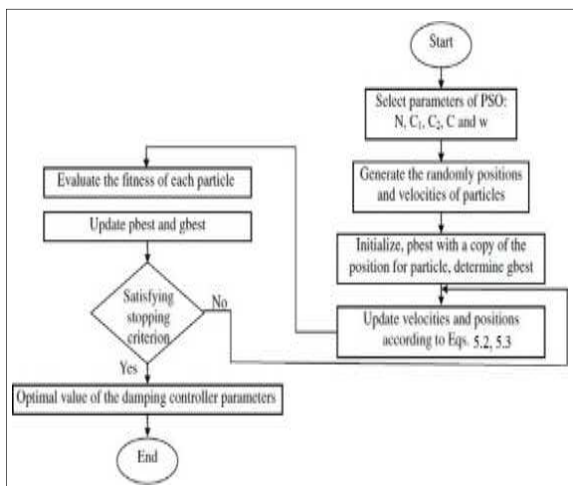 Start
Select parameters of PSO:
N, C₁, C₂, C and w
Generate the randomly positions
and velocities of particles
Initialize, pbest with a copy of the
position for particle, determine gbest
Update velocities and positions
according to Eqs. 5.2, 5.3
Evaluate the fitness of each particle
Update pbest and gbest
Satisfying
stopping
criterion
No
Yes
Optimal value of the damping controller parameters
End